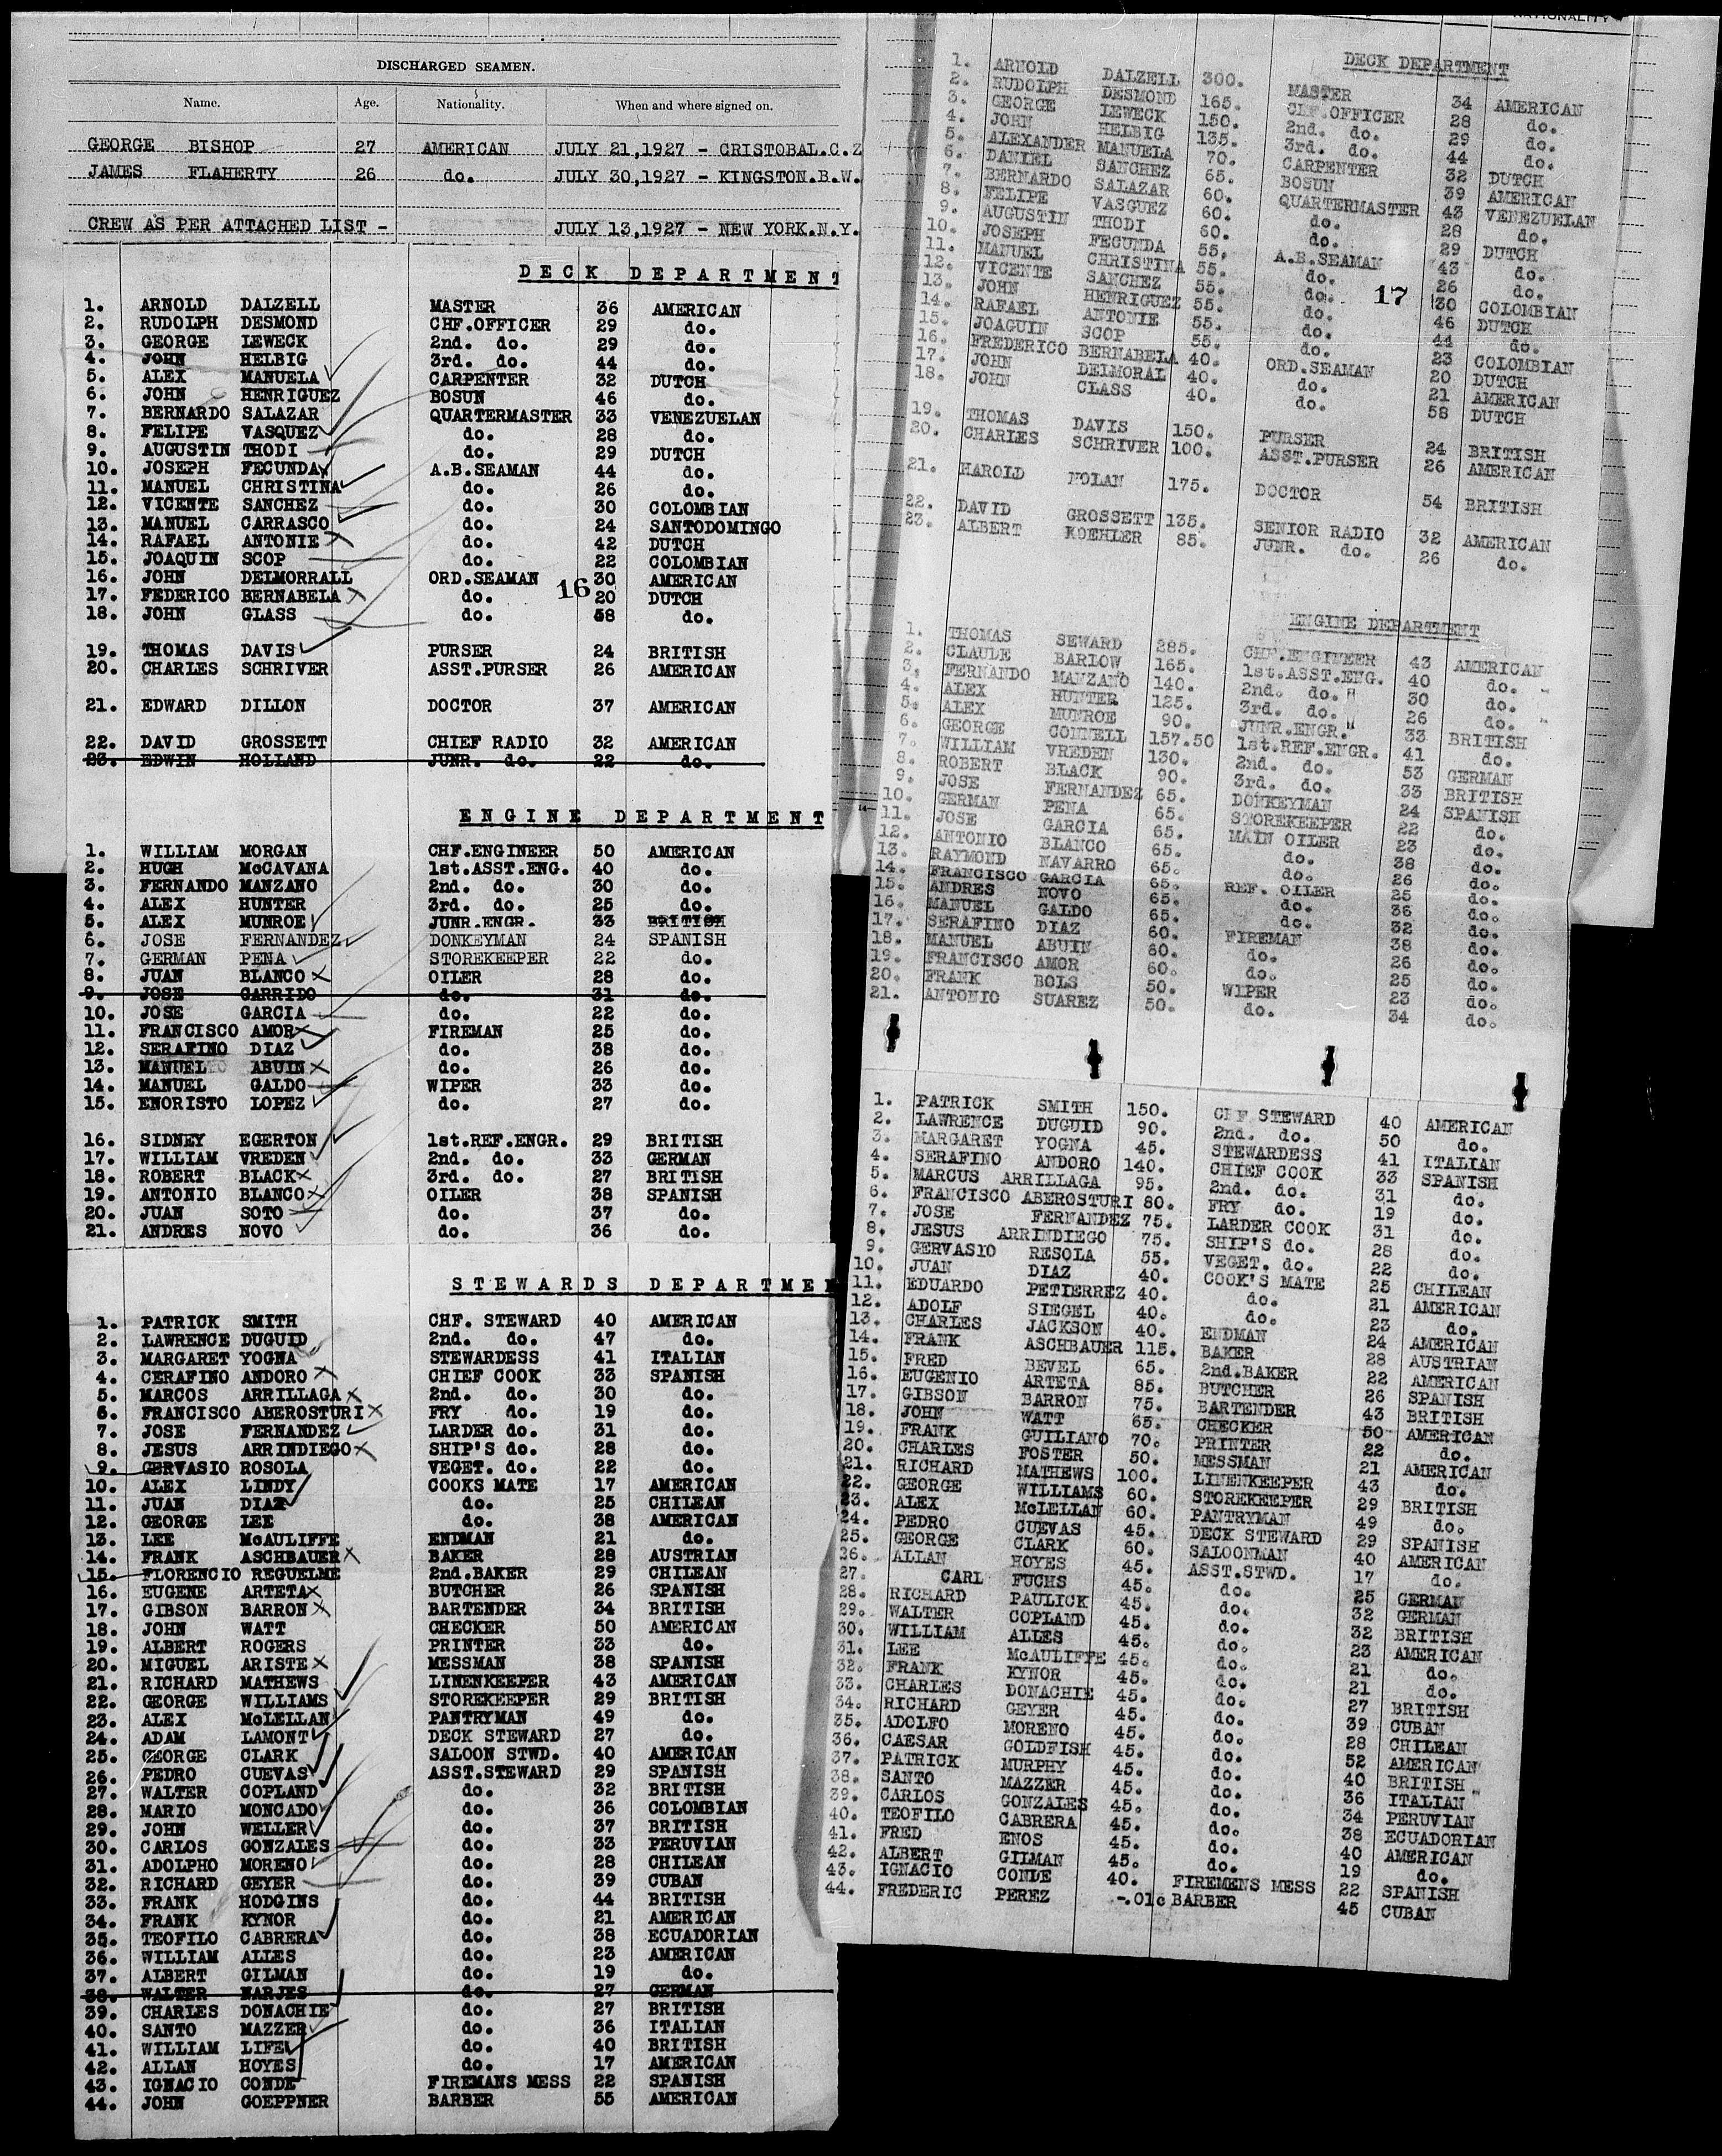 DISCHARGED SEAMEN.
Name. Age. Nationality. When and where signed on.
GEORGE BISHOP 27 AMERICAN JULY 21,1927 - CRISTOBAL.C.Z
JAMES FLAHERTY 26 do. JULY 30,1927 - KINGSTON.B.W.
CREW AS PER ATTACHED LIST - JULY 13,1927 - NEW YORK.N.Y.
DECK DEPARTMENT
1. ARNOLD DALZELL MASTER 36 AMERICAN
2. RUDOLPH DESMOND CHF.OFFICER 29 do.
3. GEORGE LEWECK 2nd. do. 29 do.
4. JOHN HELBIG 3rd. do. 44 do.
5. ALEX MANUELA CARPENTER 32 DUTCH
6. JOHN HENRIGUEZ BOSUN 46 do.
7. BERNARDO SALAZAR QUARTERMASTER 33 VENEZUELAN
8. FELIPE VASQUEZ do. 28 do.
9. AUGUSTIN THODI do. 29 DUTCH
10. JOSEPH FECUNDA A.B.SEAMAN 44 do.
11. MANUEL CHRISTINA do. 26 do.
12. VICENTE SANCHEZ do. 30 COLOMBIAN
13. MANUEL CARRASCO do. 24 SANTODOMINGO
14. RAFAEL ANTONIE do. 42 DUTCH
15. JOAQUIN SCOP do. 22 COLOMBIAN
16. JOHN DELMORRALL ORD.SEAMAN 30 AMERICAN
16
17. FEDERICO BERNABELA do. 20 DUTCH
18. JOHN GLASS do. 58 do.
19. THOMAS DAVIS PURSER 24 BRITISH
20. CHARLES SCHRIVER ASST.PURSER 26 AMERICAN
21. EDWARD DILLON DOCTOR 37 AMERICAN
22. DAVID GROSSETT CHIEF RADIO 32 AMERICAN
23. EDWIN HOLLAND JUNR. do. 22 do.
ENGINE DEPARTMENT
1. WILLIAM MORGAN CHF.ENGINEER 50 AMERICAN
2. HUGH McCAVANA 1st.ASST.ENG. 40 do.
3. FERNANDO MANZANO 2nd. do. 30 do.
4. ALEX HUNTER 3rd. do. 25 do.
5. ALEX MUNROE JUNR.ENGR. 33 BRITISH
6. JOSE FERNANDEZ DONKEYMAN 24 SPANISH
7. GERMAN PENA STOREKEEPER 22 do.
8. JUAN BLANCO OILER 28 do.
9. JOSE GARRIDO do. 31 do.
10. JOSE GARCIA do. 22 do.
11. FRANCISCO AMOR FIREMAN 25 do.
12. SERAFINO DIAZ do. 38 do.
13. MANUEL ABUIN do. 26 do.
14. MANUEL GALDO WIPER 33 do.
15. ENORISTO LOPEZ do. 27 do.
16. SIDNEY EGERTON 1st.REF.ENGR. 29 BRITISH
17. WILLIAM VREDEN 2nd. do. 33 GERMAN
18. ROBERT BLACK 3rd. do. 27 BRITISH
19. ANTONIO BLANCO OILER 38 SPANISH
20. JUAN SOTO do. 37 do.
21. ANDRES NOVO do. 36 do.
STEWARDS DEPARTMEN
1. PATRICK SMITH CHF. STEWARD 40 AMERICAN
2. LAWRENCE DUGUID 2nd. do. 47 do.
3. MARGARET YOGNA STEWARDESS 41 ITALIAN
4. CERAFINO ANDORO CHIEF COOK 33 SPANISH
5. MARCOS ARRILLAGA 2nd. do. 30 do.
6. FRANCISCO ABEROSTURI FRY do. 19 do.
7. JOSE FERNANDEZ LARDER do. 31 do.
8. JESUS ARRINDIEGO SHIP'S do. 28 do.
9. GERVASIO ROSOLA VEGET. do. 22 do.
10. ALEX LINDY COOKS MATE 17 AMERICAN
11. JUAN DIAZ do. 25 CHILEAN
12. GEORGE LEE do. 38 AMERICAN
13. LEE McAULIFFE ENDMAN 21 do.
14. FRANK ASCHBAUER BAKER 28 AUSTRIAN
15. FLORENCIO REGUELME 2nd.BAKER 29 CHILEAN
16. EUGENE ARTETA BUTCHER 26 SPANISH
17. GIBSON BARRON BARTENDER 34 BRITISH
18. JOHN WATT CHECKER 50 AMERICAN
19. ALBERT ROGERS PRINTER 33 do.
20. MIGUEL ARISTE MESSMAN 38 SPANISH
21. RICHARD MATHEWS LINENKEEPER 43 AMERICAN
22. GEORGE WILLIAMS STOREKEEPER 29 BRITISH
23. ALEX McLELLAN PANTRYMAN 49 do.
24. ADAM LAMONT DECK STEWARD 27 do.
25. GEORGE CLARK SALOON STWD. 40 AMERICAN
26. PEDRO CUEVAS ASST.STEWARD 29 SPANISH
27. WALTER COPLAND do. 32 BRITISH
28. MARIO MONCADO do. 36 COLOMBIAN
29. JOHN WELLER do. 37 BRITISH
30. CARLOS GONZALES do. 33 PERUVIAN
31. ADOLPHO MORENO do. 28 CHILEAN
32. RICHARD GEYER do. 39 CUBAN
33. FRANK HODGINS do. 44 BRITISH
34. FRANK KYNOR do. 21 AMERICAN
35. TEOFILO CABRERA do. 38 ECUADORIAN
36. WILLIAM ALLES do. 23 AMERICAN
37. ALBERT GILMAN do. 19 do.
38. WALTER NARJES do. 27 GERMAN
39. CHARLES DONACHIE do. 27 BRITISH
40. SANTO MAZZER do. 36 ITALIAN
41. WILLIAM LIFE do. 40 BRITISH
42. ALLAN HOYES do. 17 AMERICAN
43. IGNACIO CONDE FIREMANS MESS 22 SPANISH
44. JOHN GOEPPNER BARBER 55 AMERICAN
NATIONALITY
DECK DEPARTMENT
1. ARNOLD DALZELL 300. MASTER 34 AMERICAN
2. RUDOLPH DESMOND 165. CHF.OFFICER 28 do.
3. GEORGE LEWECK 150. 2nd. do. 29 do.
4. JOHN HELBIG 135. 3rd. do. 44 do.
5. ALEXANDER MANUELA 70. CARPENTER 32 DUTCH
6. DANIEL SANCHEZ 65. BOSUN 39 AMERICAN
7. BERNARDO SALAZAR 60. QUARTERMASTER 43 VENEZUELAN
8. FELIPE VASGUEZ 60. do. 28 do.
9. AUGUSTIN THODI 60. do. 29 DUTCH
10. JOSEPH FECUNDA 55. A.B.SEAMAN 43 do.
11. MANUEL CHRISTINA 55. do. 26 do.
12. VICENTE SANCHEZ 55. do. 30 COLOMBIAN
17
13. JOHN HENRIGUEZ 55. do. 46 DUTCH
14. RAFAEL ANTONIE 55. do. 44 do.
15. JOAGUIN SCOP 55. do. 23 COLOMBIAN
16. FREDERICO BERNABELA 40. ORD.SEAMAN 20 DUTCH
17. JOHN DELMORAL 40. do. 21 AMERICAN
18. JOHN GLASS 40. do. 58 DUTCH
19. THOMAS DAVIS 150. PURSER 24 BRITISH
20. CHARLES SCHRIVER 100. ASST.PURSER 26 AMERICAN
21. HAROLD NOLAN 175. DOCTOR 54 BRITISH
22. DAVID GROSSETT 135. SENIOR RADIO 32 AMERICAN
23. ALBERT KOEHLER 85. JUNR. do. 26 do.
ENGINE DEPARTMENT
1. THOMAS SEWARD 285. CHF.ENGINEER 43 AMERICAN
2. CLAUDE BARLOW 165. 1st.ASST.ENG. 40 do.
3. FERNANDO MANZANO 140. 2nd. do. " 30 do.
4. ALEX HUNTER 125. 3rd. do. " 26 do.
5. ALEX MUNROE 90. JUNR.ENGR. 33 BRITISH
6. GEORGE CONNELL 157.50 1st.REF.ENGR. 41 do.
7. WILLIAM VREDEN 130. 2nd. do. 53 GERMAN
8. ROBERT BLACK 90. 3rd. do. 33 BRITISH
9. JOSE FERNANDEZ 65. DONKEYMAN 24 SPANISH
10. GERMAN PENA 65. STOREKEEPER 22 do.
11. JOSE GARCIA 65. MAIN OILER 23 do.
12. ANTONIO BLANCO 65. do. 38 do.
13. RAYMOND NAVARRO 65. do. 26 do.
14. FRANCISCO GARCIA 65. REF. OILER 25 do.
15. ANDRES NOVO 65. do. 36 do.
16. MANUEL GALDO 65. do. 32 do.
17. SERAFINO DIAZ 60. FIREMAN 38 do.
18. MANUEL ABUIN 60. do. 26 do.
19. FRANCISCO AMOR 60. do. 25 do.
20. FRANK BOLS 50. WIPER 23 do.
21. ANTONIO SUAREZ 50. do. 34 do.
1. PATRICK SMITH 150. CHF STEWARD 40 AMERICAN
2. LAWRENCE DUGUID 90. 2nd. do. 50 do.
3. MARGARET YOGNA 45. STEWARDESS 41 ITALIAN
4. SERAFINO ANDORO 140. CHIEF COOK 33 SPANISH
5. MARCUS ARRILLAGA 95. 2nd. do. 31 do.
6. FRANCISCO ABEROSTURI 80. FRY do. 19 do.
7. JOSE FERNANDEZ 75. LARDER COOK 31 do.
8. JESUS ARRINDIEGO 75. SHIP'S do. 28 do.
9. GERVASIO RESOLA 55. VEGET. do. 22 do.
10. JUAN DIAZ 40. COOK'S MATE 25 CHILEAN
11. EDUARDO PETIERREZ 40. do. 21 AMERICAN
12. ADOLF SIEGEL 40. do. 23 do.
13. CHARLES JACKSON 40. ENDMAN 24 AMERICAN
14. FRANK ASCHBAUER 115. BAKER 28 AUSTRIAN
15. FRED BEVEL 65. 2nd.BAKER 22 AMERICAN
16. EUGENIO ARTETA 85. BUTCHER 26 SPANISH
17. GIBSON BARRON 75. BARTENDER 43 BRITISH
18. JOHN WATT 65. CHECKER 50 AMERICAN
19. FRANK GUILIANO 70. PRINTER 22 do.
20. CHARLES FOSTER 50. MESSMAN 21 AMERICAN
21. RICHARD MATHEWS 100. LINENKEEPER 43 do.
22. GEORGE WILLIAMS 60. STOREKEEPER 29 BRITISH
23. ALEX McLELLAN 60. PANTRYMAN 49 do.
24. PEDRO CUEVAS 45. DECK STEWARD 29 SPANISH
25. GEORGE CLARK 60. SALOONMAN 40 AMERICAN
26. ALLAN HOYES 45. ASST.STWD. 17 do.
27. CARL FUCHS 45. do. 25 GERMAN
28. RICHARD PAULICK 45. do. 32 GERMAN
29. WALTER COPLAND 45. do. 32 BRITISH
30. WILLIAM ALLES 45. do. 23 AMERICAN
31. LEE McAULIFFE 45. do. 21 do.
32. FRANK KYNOR 45. do. 21 do.
33. CHARLES DONACHIE 45. do. 27 BRITISH
34. RICHARD GEYER 45. do. 39 CUBAN
35. ADOLFO MORENO 45. do. 28 CHILEAN
36. CAESAR GOLDFISH 45. do. 52 AMERICAN
37. PATRICK MURPHY 45. do. 40 BRITISH
38. SANTO MAZZER 45. do. 36 ITALIAN
39. CARLOS GONZALES 45. do. 34 PERUVIAN
40. TEOFILO CABRERA 45. do. 38 ECUADORIAN
41. FRED ENOS 45. do. 40 AMERICAN
42. ALBERT GILMAN 45. do. 19 do.
43. IGNACIO CONDE 40. FIREMENS MESS 22 SPANISH
44. FREDERIC PEREZ -.01c BARBER 45 CUBAN